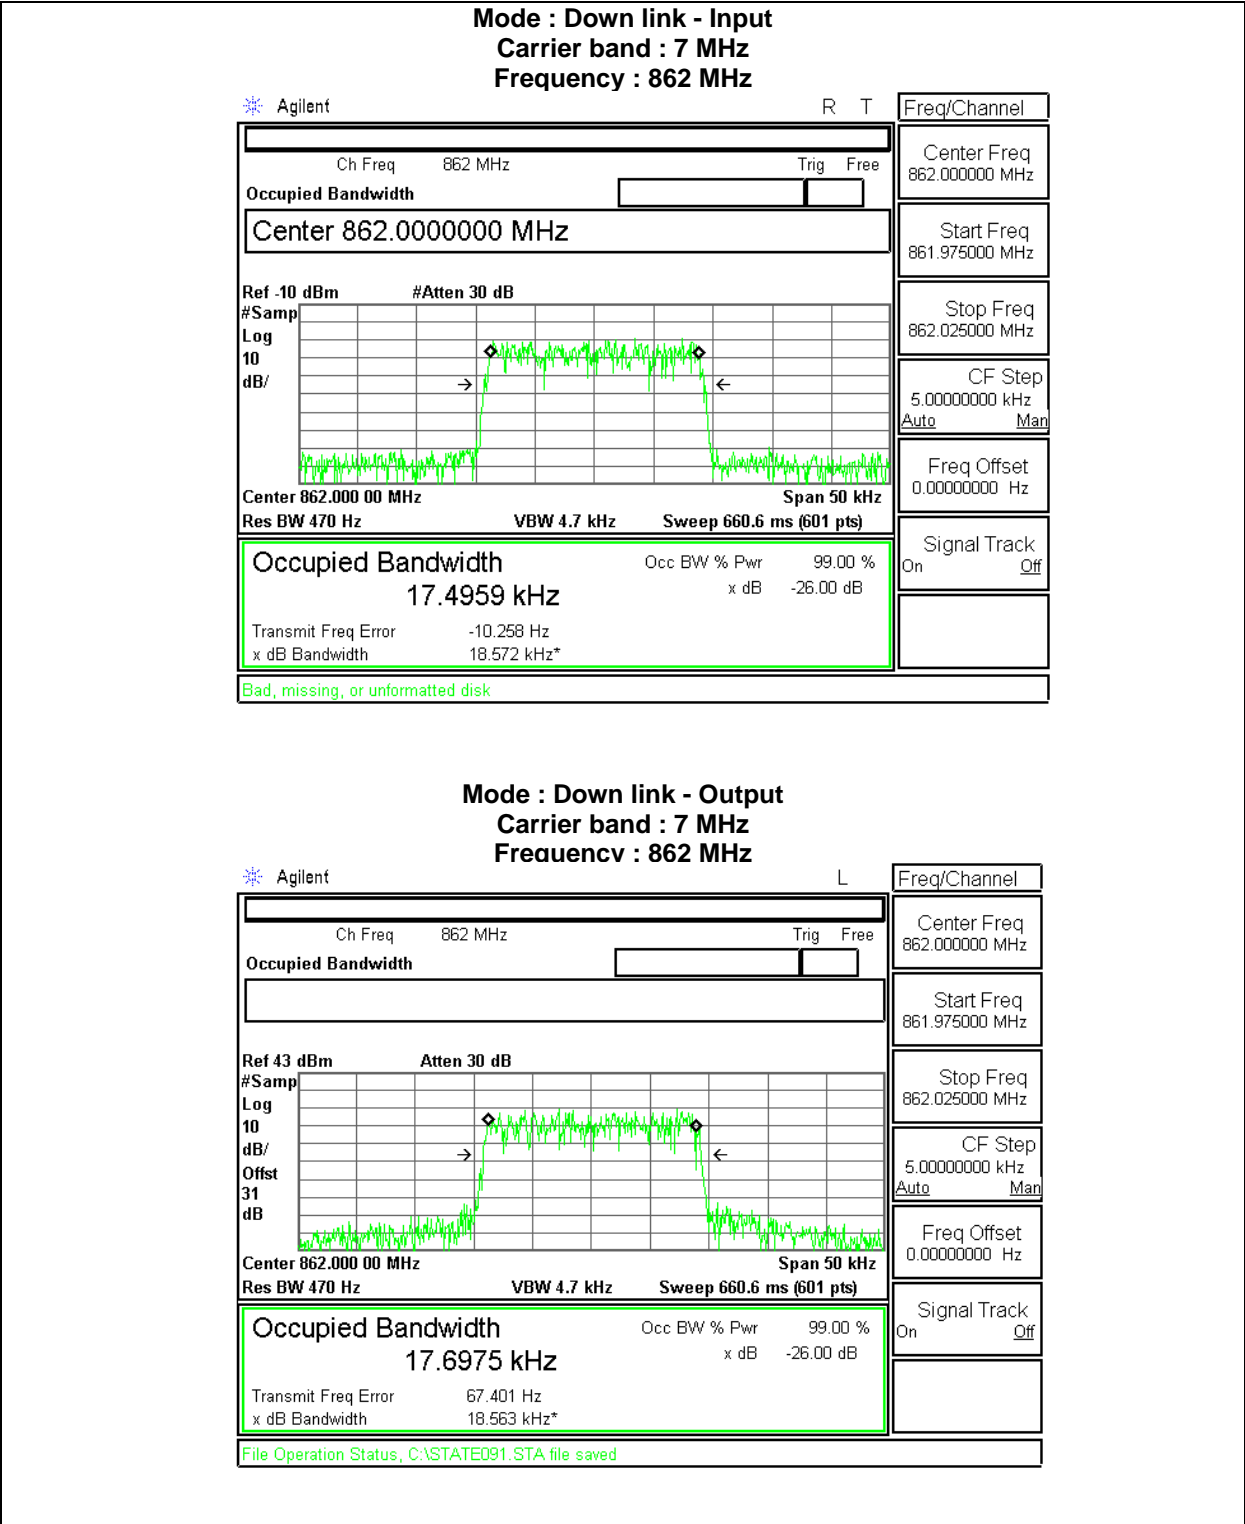 Mode : Down link - Input
Carrier band : 7 MHz
Frequency : 862 MHz
Agilent R T Freq/Channel
Ch Freq 862 MHz Trig Free
Occupied Bandwidth
Center 862.0000000 MHz
Center Freq
862.000000 MHz
Start Freq
861.975000 MHz
Stop Freq
862.025000 MHz
CF Step
5.00000000 kHz
Auto Man
Freq Offset
0.00000000 Hz
Signal Track
On Off
Ref -10 dBm #Atten 30 dB
#Samp
Log
10
dB/
Center 862.000 00 MHz Span 50 kHz
Res BW 470 Hz VBW 4.7 kHz Sweep 660.6 ms (601 pts)
Occupied Bandwidth Occ BW % Pwr 99.00 %
17.4959 kHz x dB -26.00 dB
Transmit Freq Error -10.258 Hz
x dB Bandwidth 18.572 kHz*
Bad, missing, or unformatted disk
Mode : Down link - Output
Carrier band : 7 MHz
Frequency : 862 MHz
Agilent L Freq/Channel
Ch Freq 862 MHz Trig Free
Occupied Bandwidth
Center Freq
862.000000 MHz
Start Freq
861.975000 MHz
Stop Freq
862.025000 MHz
CF Step
5.00000000 kHz
Auto Man
Freq Offset
0.00000000 Hz
Signal Track
On Off
Ref 43 dBm Atten 30 dB
#Samp
Log
10
dB/
Offst
31
dB
Center 862.000 00 MHz Span 50 kHz
Res BW 470 Hz VBW 4.7 kHz Sweep 660.6 ms (601 pts)
Occupied Bandwidth Occ BW % Pwr 99.00 %
17.6975 kHz x dB -26.00 dB
Transmit Freq Error 67.401 Hz
x dB Bandwidth 18.563 kHz*
File Operation Status, C:\STATE091.STA file saved